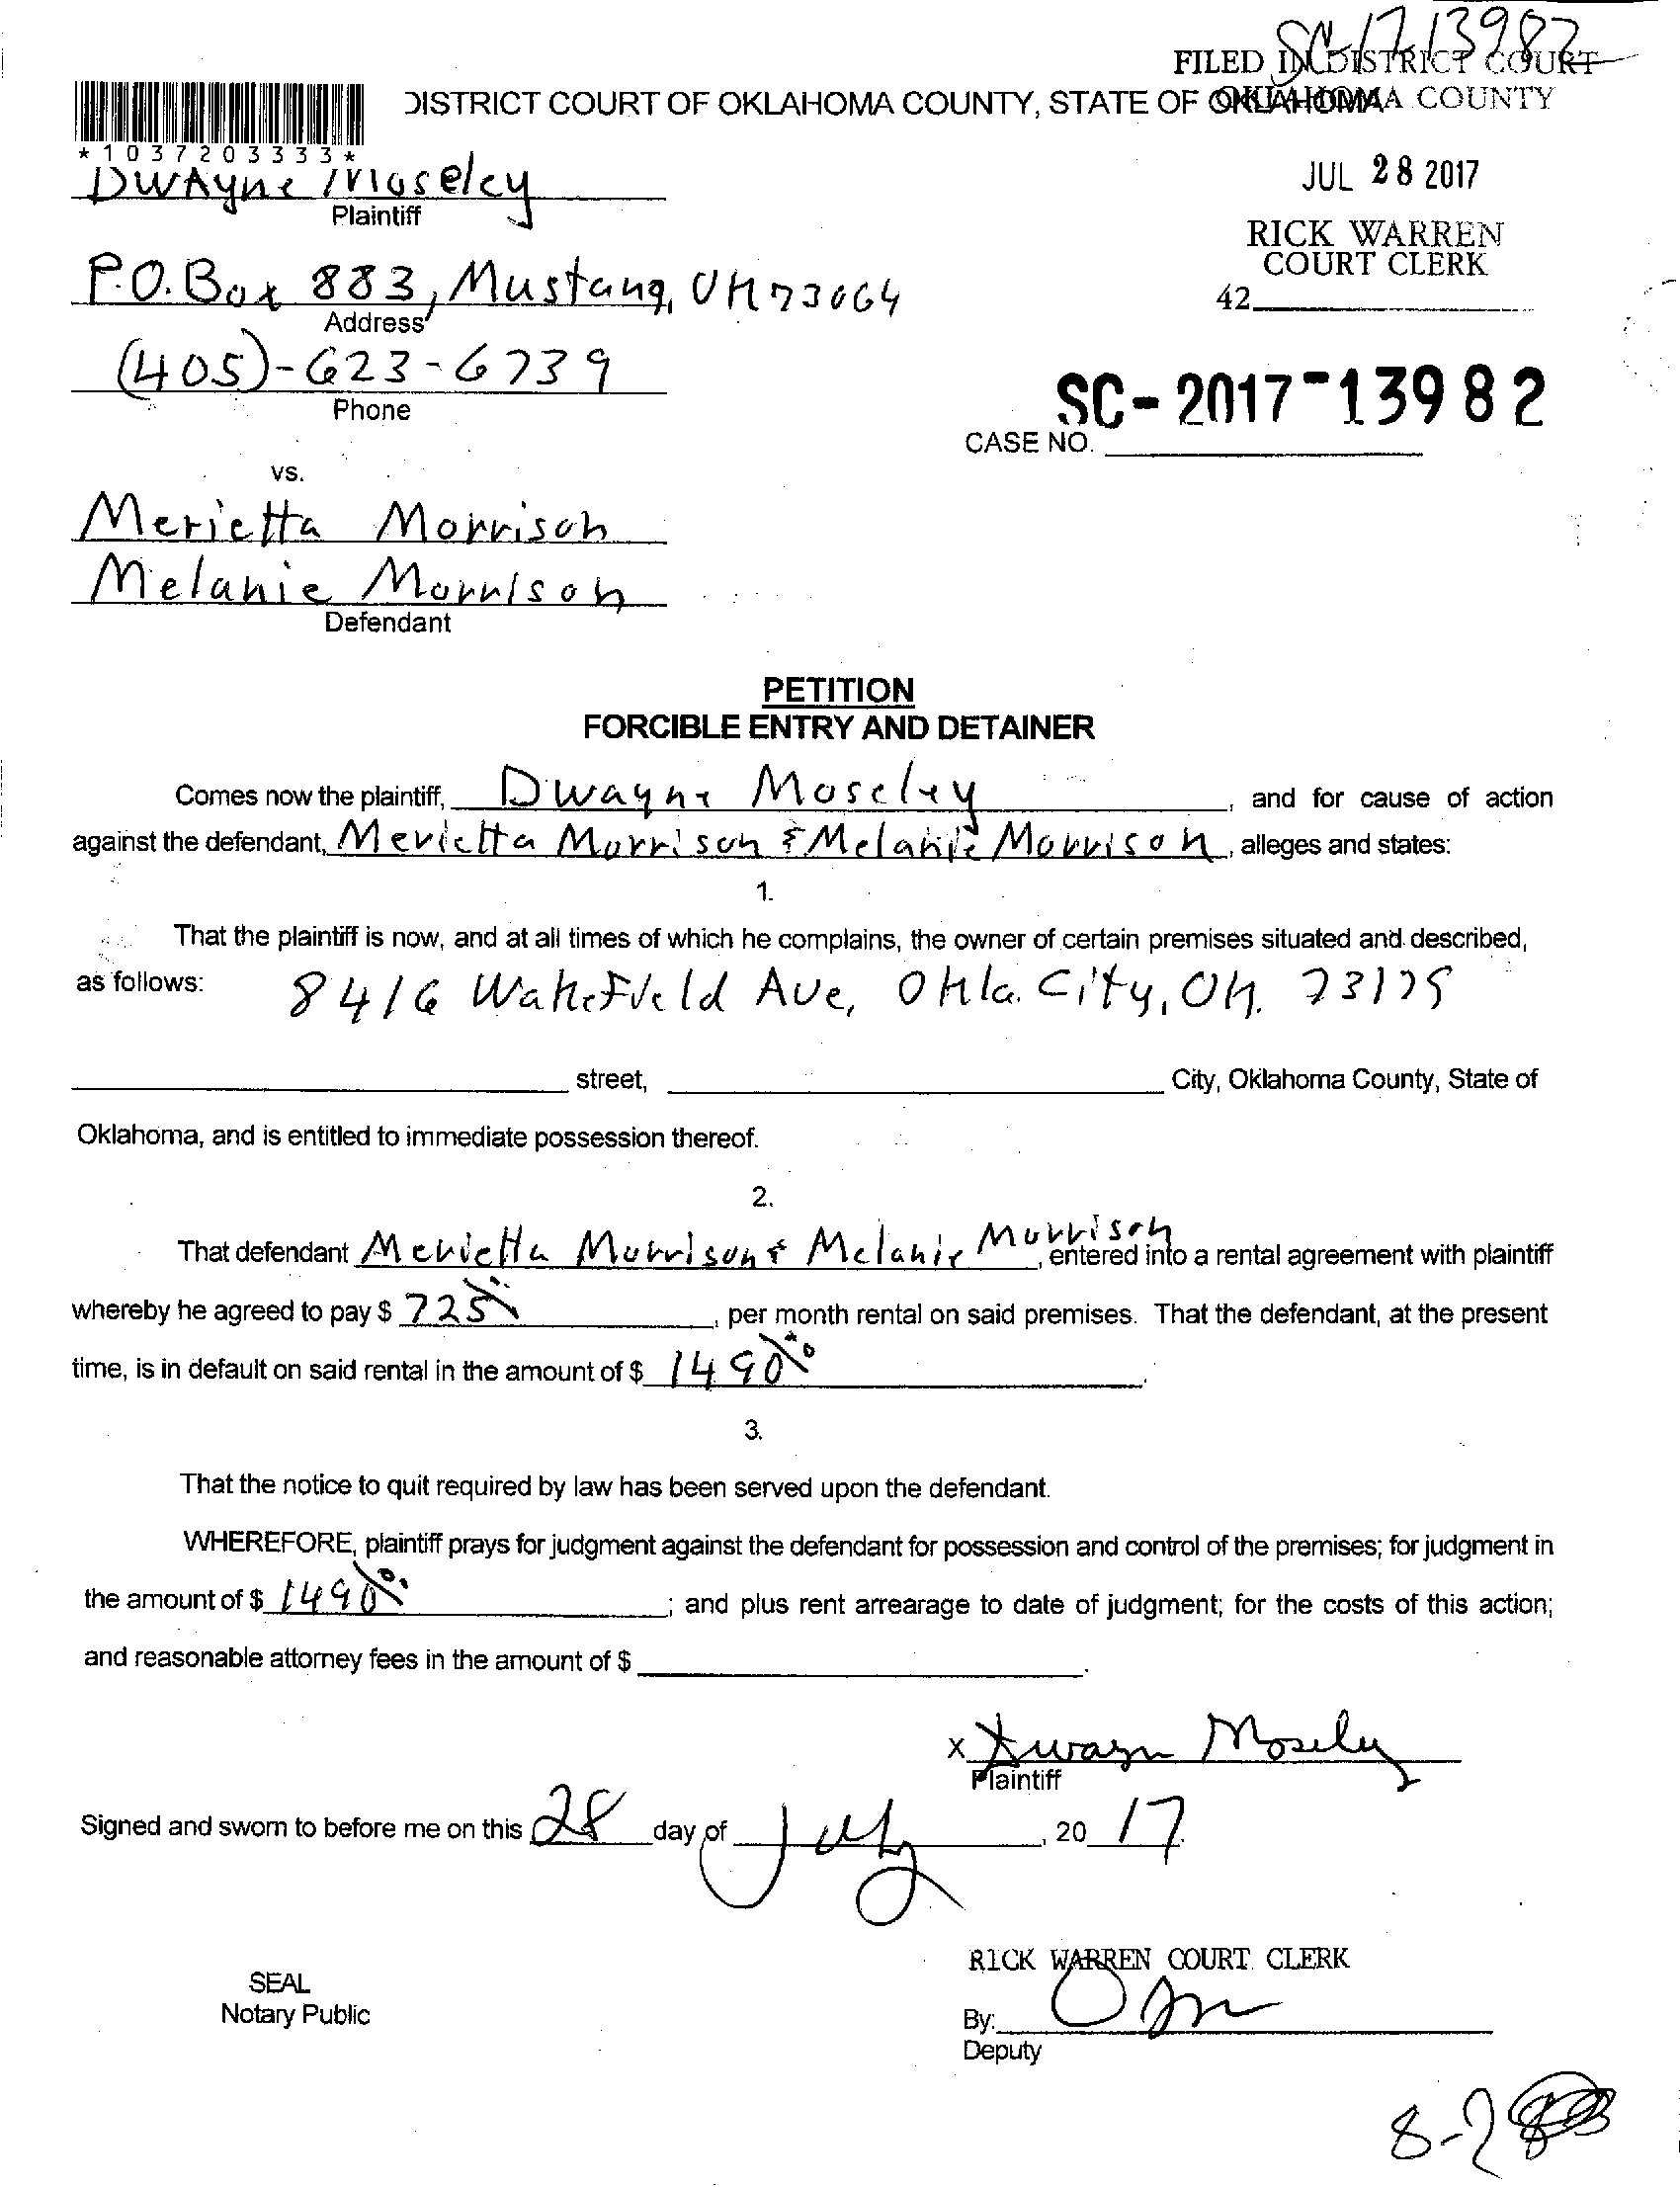 SC-17-13982
FILED IN DISTRICT COURT
DISTRICT COURT OF OKLAHOMA COUNTY, STATE OF OKLAHOMA
OKLAHOMA COUNTY
*1037203333*
JUL 28 2017
DWAyne Moseley
Plaintiff
RICK WARREN
COURT CLERK
P.O. Box 883, Mustang, OK 73064
Address
42
(405)-623-6739
Phone
SC-2017-13982
CASE NO.
vs.
Merietta Morrison
Melanie Morrison
Defendant
PETITION
FORCIBLE ENTRY AND DETAINER
Comes now the plaintiff, Dwayne Moseley, and for cause of action
against the defendant, Merietta Morrison & Melanie Morrison, alleges and states:
1.
That the plaintiff is now, and at all times of which he complains, the owner of certain premises situated and described,
as follows: 8416 Wakefield Ave, Okla. City, OK.
street, City, Oklahoma County, State of
Oklahoma, and is entitled to immediate possession thereof.
2.
That defendant Merietta Morrison & Melanie Morrison, entered into a rental agreement with plaintiff
whereby he agreed to pay $ 725, per month rental on said premises. That the defendant, at the present
time, is in default on said rental in the amount of $ 1490 00.
3.
That the notice to quit required by law has been served upon the defendant.
WHEREFORE, plaintiff prays for judgment against the defendant for possession and control of the premises; for judgment in
the amount of $ 1490 00; and plus rent arrearage to date of judgment; for the costs of this action;
and reasonable attorney fees in the amount of $ .
x Dwayne Moseley
Plaintiff
Signed and sworn to before me on this 28 day of July, 20 17.
RICK WARREN COURT CLERK
SEAL
Notary Public
By:
Deputy